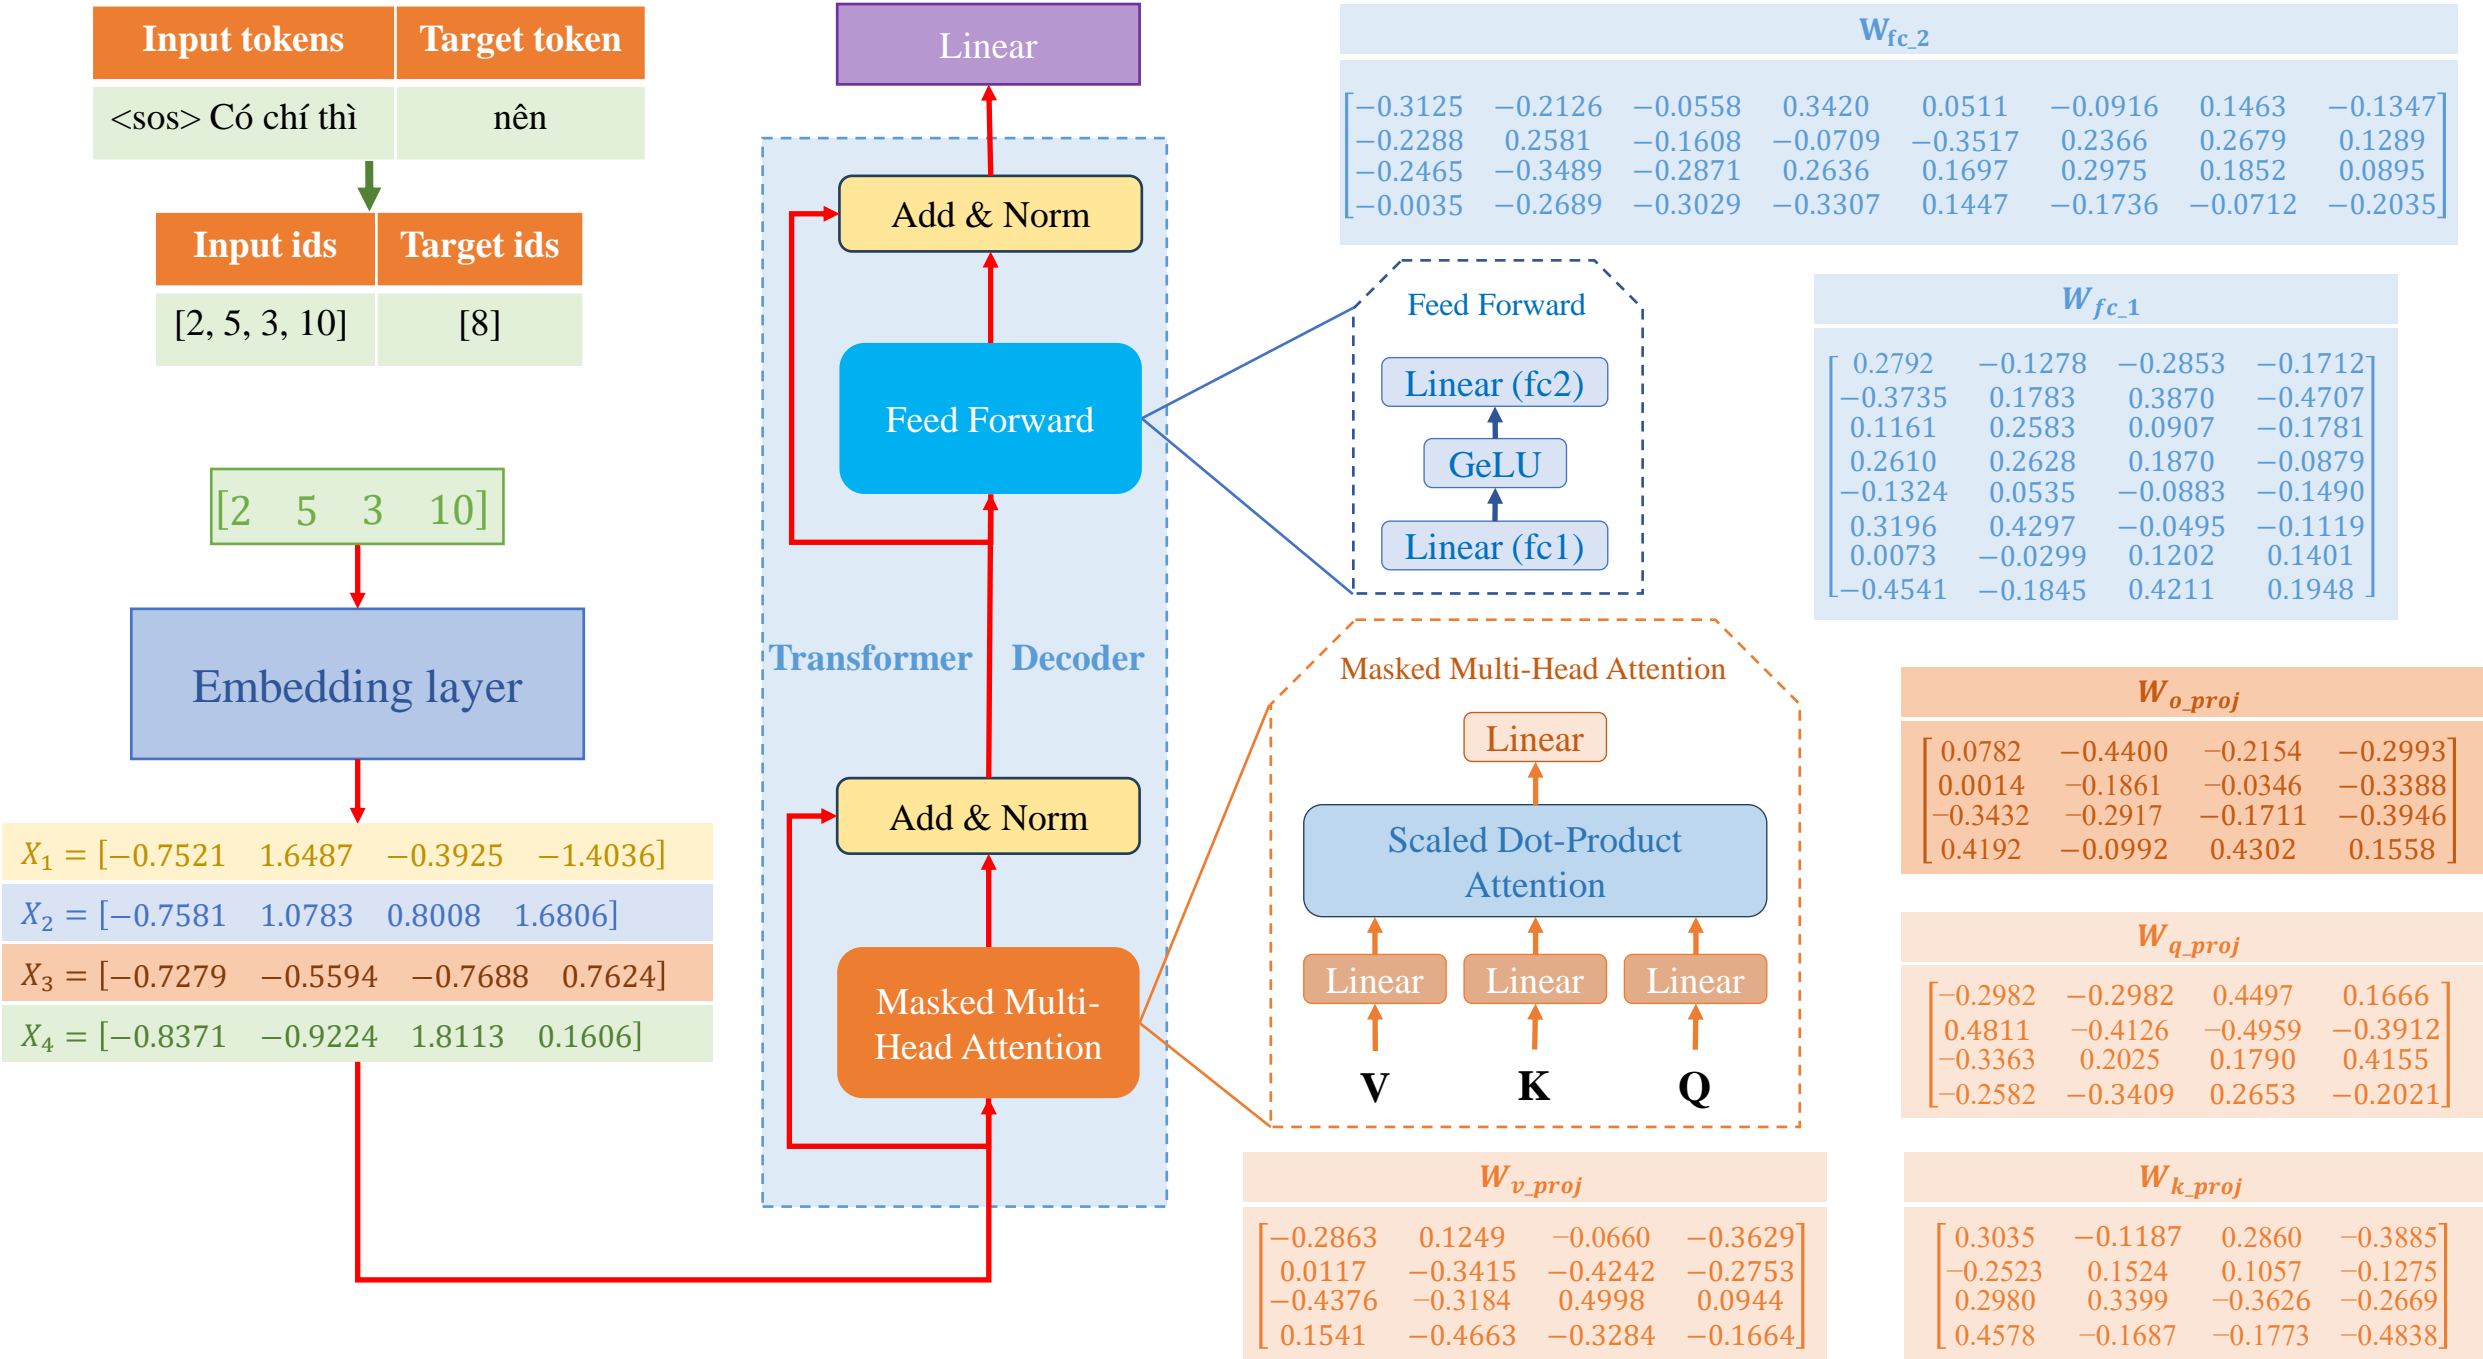 Input tokens Target token
<sos> Có chí thì nên
Input ids Target ids
[2, 5, 3, 10] [8]
[2 5 3 10]
Embedding layer
X₁ = [−0.7521 1.6487 −0.3925 −1.4036]
X₂ = [−0.7581 1.0783 0.8008 1.6806]
X₃ = [−0.7279 −0.5594 −0.7688 0.7624]
X₄ = [−0.8371 −0.9224 1.8113 0.1606]
Linear
Add & Norm
Feed Forward
Transformer Decoder
Add & Norm
Masked Multi-
Head Attention
W_fc_2
−0.3125 −0.2126 −0.0558 0.3420 0.0511 −0.0916 0.1463 −0.1347
−0.2288 0.2581 −0.1608 −0.0709 −0.3517 0.2366 0.2679 0.1289
−0.2465 −0.3489 −0.2871 0.2636 0.1697 0.2975 0.1852 0.0895
−0.0035 −0.2689 −0.3029 −0.3307 0.1447 −0.1736 −0.0712 −0.2035
Feed Forward
Linear (fc2)
GeLU
Linear (fc1)
W_fc_1
0.2792 −0.1278 −0.2853 −0.1712
−0.3735 0.1783 0.3870 −0.4707
0.1161 0.2583 0.0907 −0.1781
0.2610 0.2628 0.1870 −0.0879
−0.1324 0.0535 −0.0883 −0.1490
0.3196 0.4297 −0.0495 −0.1119
0.0073 −0.0299 0.1202 0.1401
−0.4541 −0.1845 0.4211 0.1948
Masked Multi-Head Attention
Linear
Scaled Dot-Product
Attention
Linear Linear Linear
V K Q
W_o_proj
0.0782 −0.4400 −0.2154 −0.2993
0.0014 −0.1861 −0.0346 −0.3388
−0.3432 −0.2917 −0.1711 −0.3946
0.4192 −0.0992 0.4302 0.1558
W_q_proj
−0.2982 −0.2982 0.4497 0.1666
0.4811 −0.4126 −0.4959 −0.3912
−0.3363 0.2025 0.1790 0.4155
−0.2582 −0.3409 0.2653 −0.2021
W_v_proj
−0.2863 0.1249 −0.0660 −0.3629
0.0117 −0.3415 −0.4242 −0.2753
−0.4376 −0.3184 0.4998 0.0944
0.1541 −0.4663 −0.3284 −0.1664
W_k_proj
0.3035 −0.1187 0.2860 −0.3885
−0.2523 0.1524 0.1057 −0.1275
0.2980 0.3399 −0.3626 −0.2669
0.4578 −0.1687 −0.1773 −0.4838